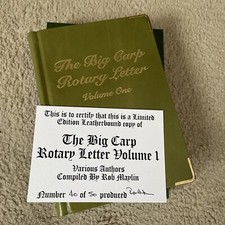 The Big Carp
Rotary Letter
Volume One
This is to certify that this is a Limited
Edition Leatherbound copy of
The Big Carp
Rotary Letter Volume 1
Various Authors
Compiled By Rob Maylin
Number 40 of 50 produced